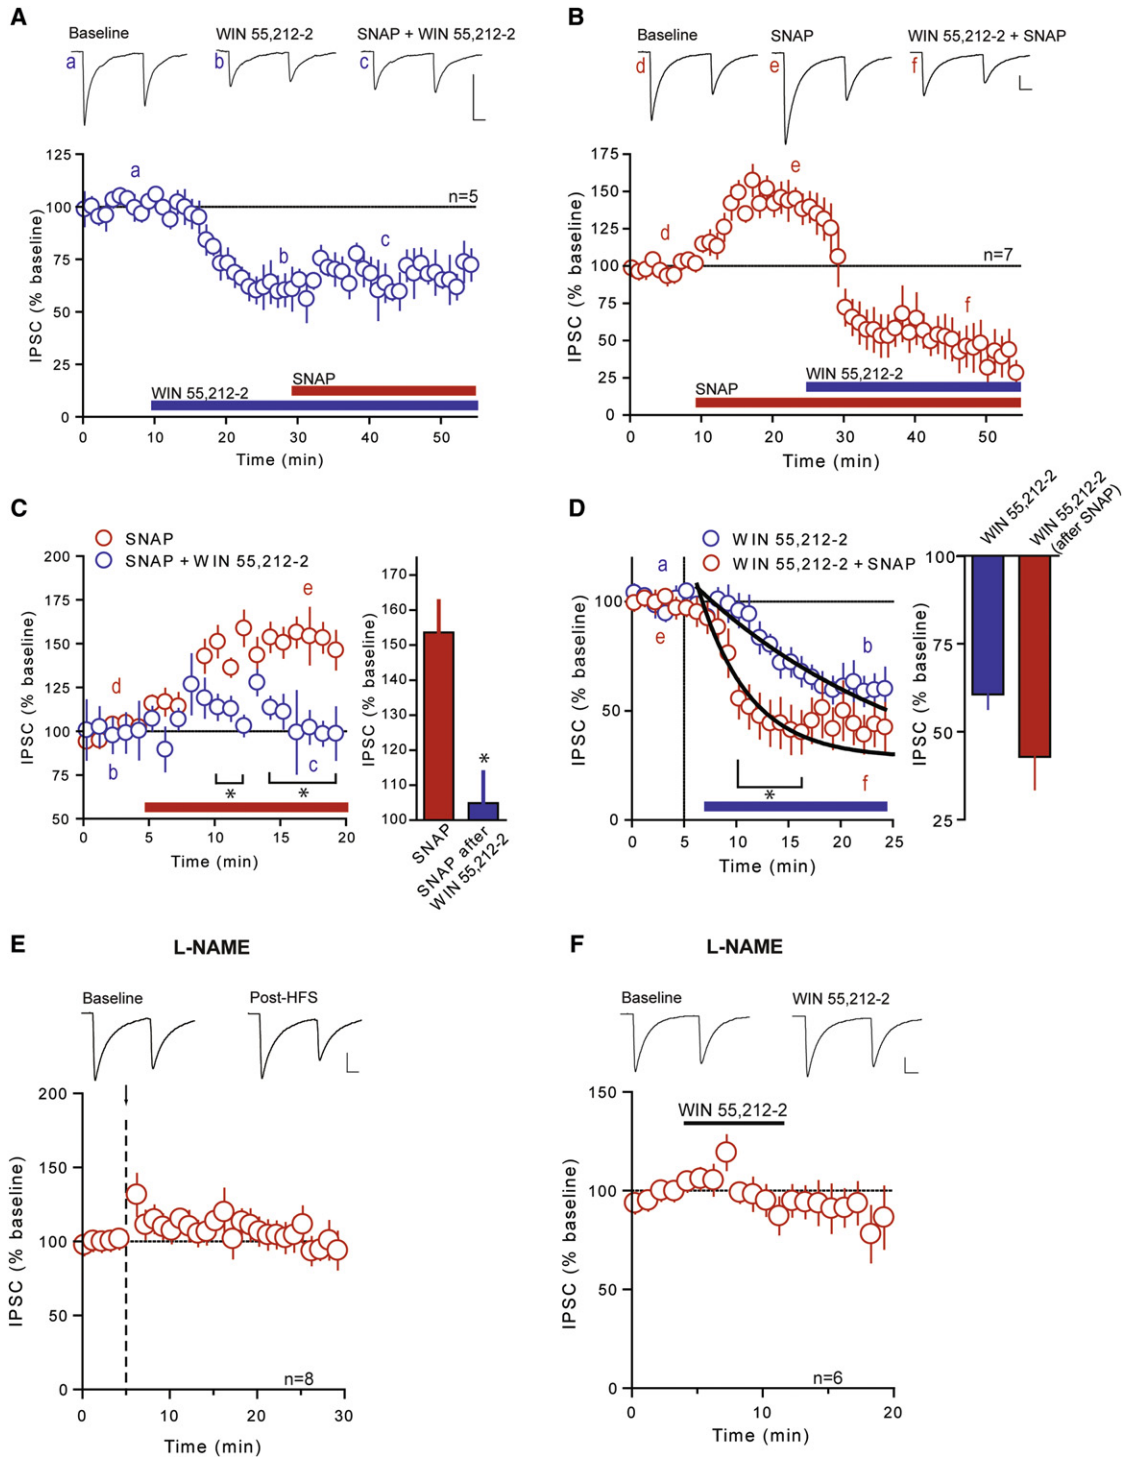 A
Baseline
WIN 55,212-2
SNAP + WIN 55,212-2
a
b
c
125
100
75
50
25
0
IPSC (% baseline)
a
b
c
n=5
SNAP
WIN 55,212-2
0 10 20 30 40 50
Time (min)
B
Baseline
SNAP
WIN 55,212-2 + SNAP
d
e
f
175
150
125
100
75
50
25
0
IPSC (% baseline)
d
e
f
n=7
WIN 55,212-2
SNAP
0 10 20 30 40 50
Time (min)
C
SNAP
SNAP + WIN 55,212-2
200
175
150
125
100
75
50
IPSC (% baseline)
d
e
b
c
* *
0 5 10 15 20
Time (min)
170
160
150
140
130
120
110
100
IPSC (% baseline)
*
SNAP
SNAP after
WIN 55,212-2
D
WIN 55,212-2
WIN 55,212-2 + SNAP
100
50
0
IPSC (% baseline)
a
e
b
f
*
0 5 10 15 20 25
Time (min)
WIN 55,212-2
WIN 55,212-2
(after SNAP)
100
75
50
25
IPSC (% baseline)
E
L-NAME
Baseline
Post-HFS
200
150
100
50
0
IPSC (% baseline)
n=8
0 10 20 30
Time (min)
F
L-NAME
Baseline
WIN 55,212-2
150
100
50
0
IPSC (% baseline)
WIN 55,212-2
n=6
0 10 20
Time (min)